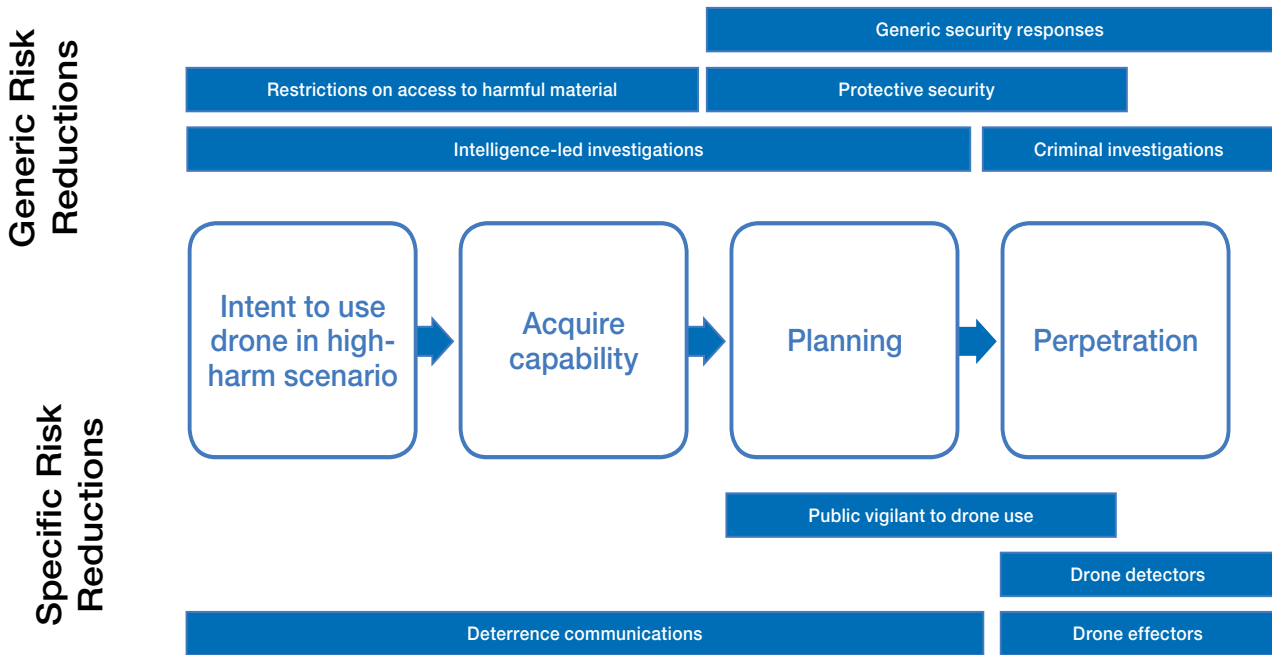 Generic Risk
Reductions
Generic security responses
Restrictions on access to harmful material
Protective security
Intelligence-led investigations
Criminal investigations
Intent to use
drone in high-
harm scenario
Acquire
capability
Planning
Perpetration
Specific Risk
Reductions
Public vigilant to drone use
Drone detectors
Deterrence communications
Drone effectors